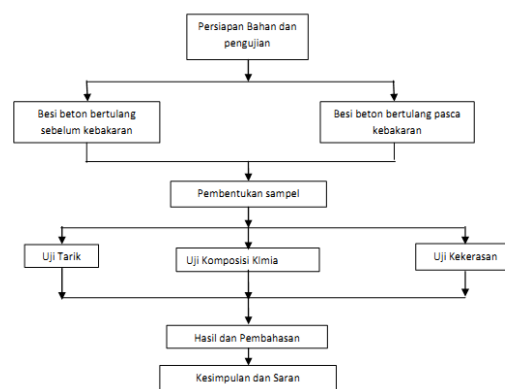 Persiapan Bahan dan
pengujian
Besi beton bertulang
sebelum kebakaran
Besi beton bertulang pasca
kebakaran
Pembentukan sampel
Uji Tarik
Uji Komposisi KImia
Uji Kekerasan
Hasil dan Pembahasan
Kesimpulan dan Saran